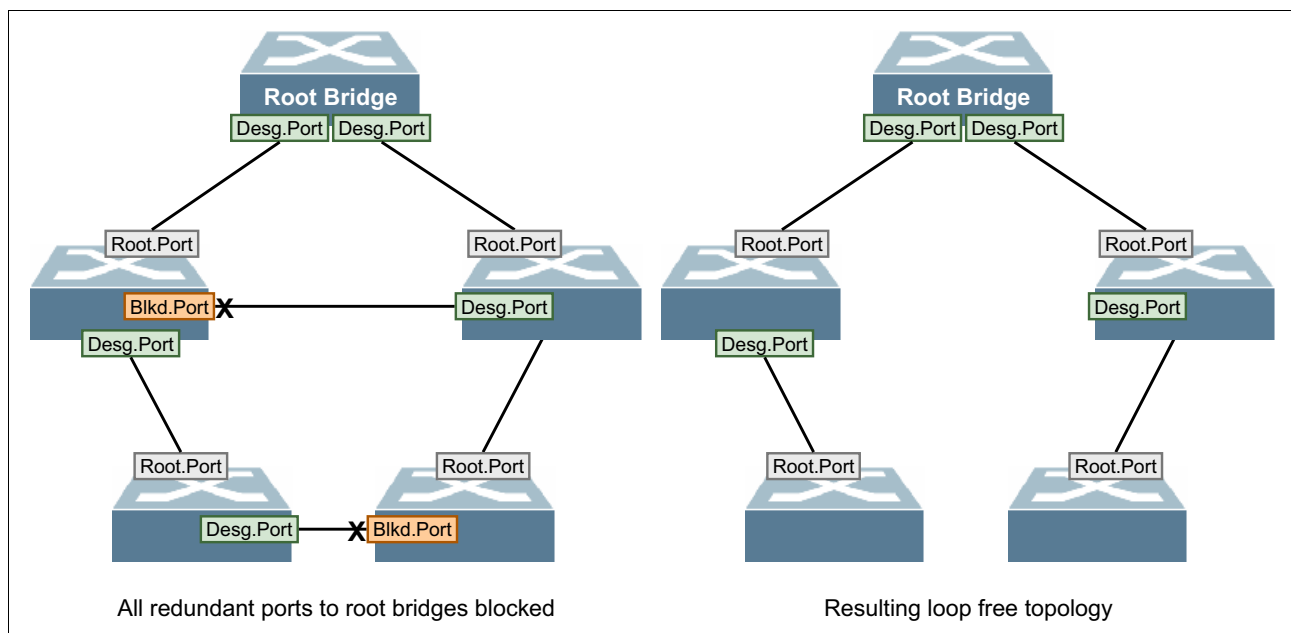 Root Bridge
Desg.Port
Desg.Port
Root.Port
Root.Port
Blkd.Port
X
Desg.Port
Desg.Port
Root.Port
Root.Port
Desg.Port
X
Blkd.Port
All redundant ports to root bridges blocked
Root Bridge
Desg.Port
Desg.Port
Root.Port
Root.Port
Desg.Port
Desg.Port
Root.Port
Root.Port
Resulting loop free topology